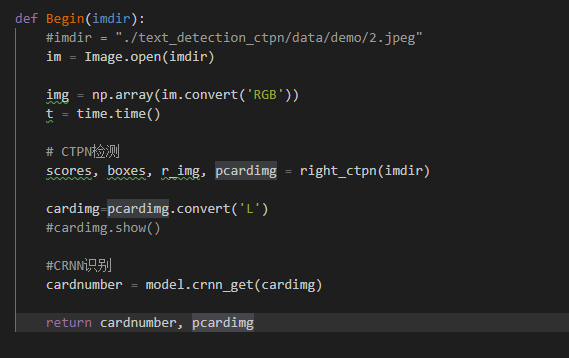 def Begin(imdir):
#imdir = "./text_detection_ctpn/data/demo/2.jpeg"
im = Image.open(imdir)
img = np.array(im.convert('RGB'))
t = time.time()
# CTPN检测
scores, boxes, r_img, pcardimg = right_ctpn(imdir)
cardimg=pcardimg.convert('L')
#cardimg.show()
#CRNN识别
cardnumber = model.crnn_get(cardimg)
return cardnumber, pcardimg